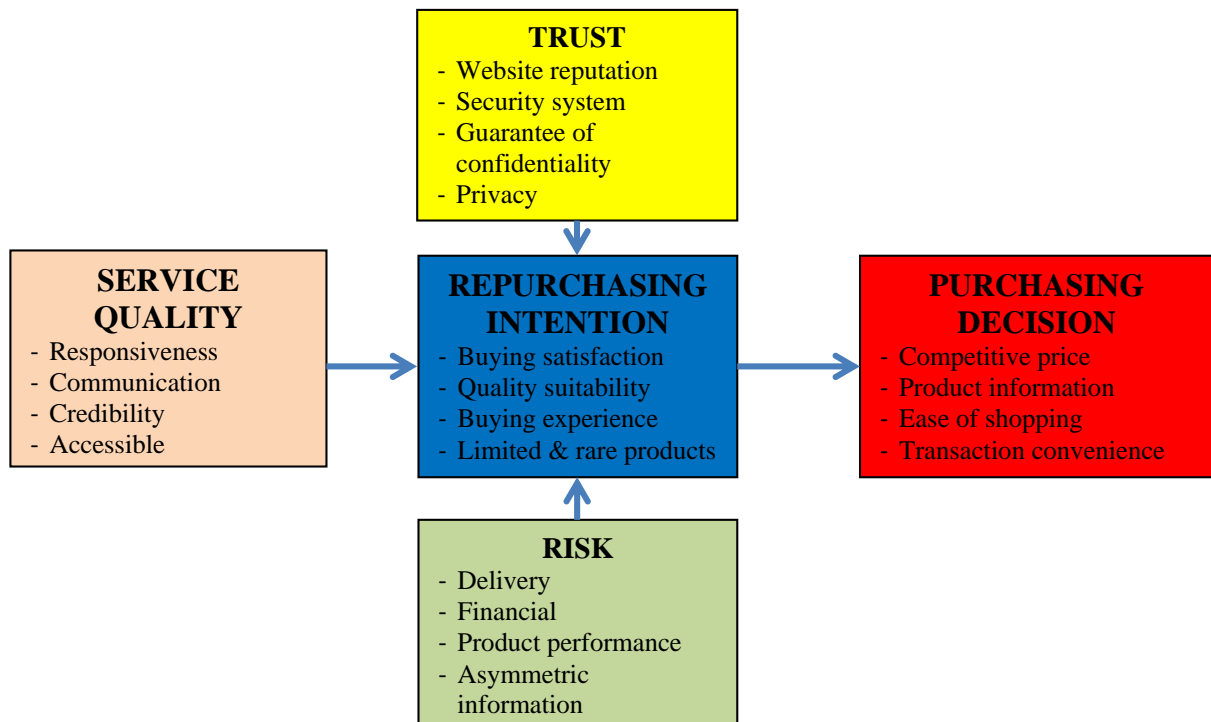 TRUST
- Website reputation
- Security system
- Guarantee of
confidentiality
- Privacy
SERVICE
QUALITY
- Responsiveness
- Communication
- Credibility
- Accessible
REPURCHASING
INTENTION
- Buying satisfaction
- Quality suitability
- Buying experience
- Limited & rare products
PURCHASING
DECISION
- Competitive price
- Product information
- Ease of shopping
- Transaction convenience
RISK
- Delivery
- Financial
- Product performance
- Asymmetric
information